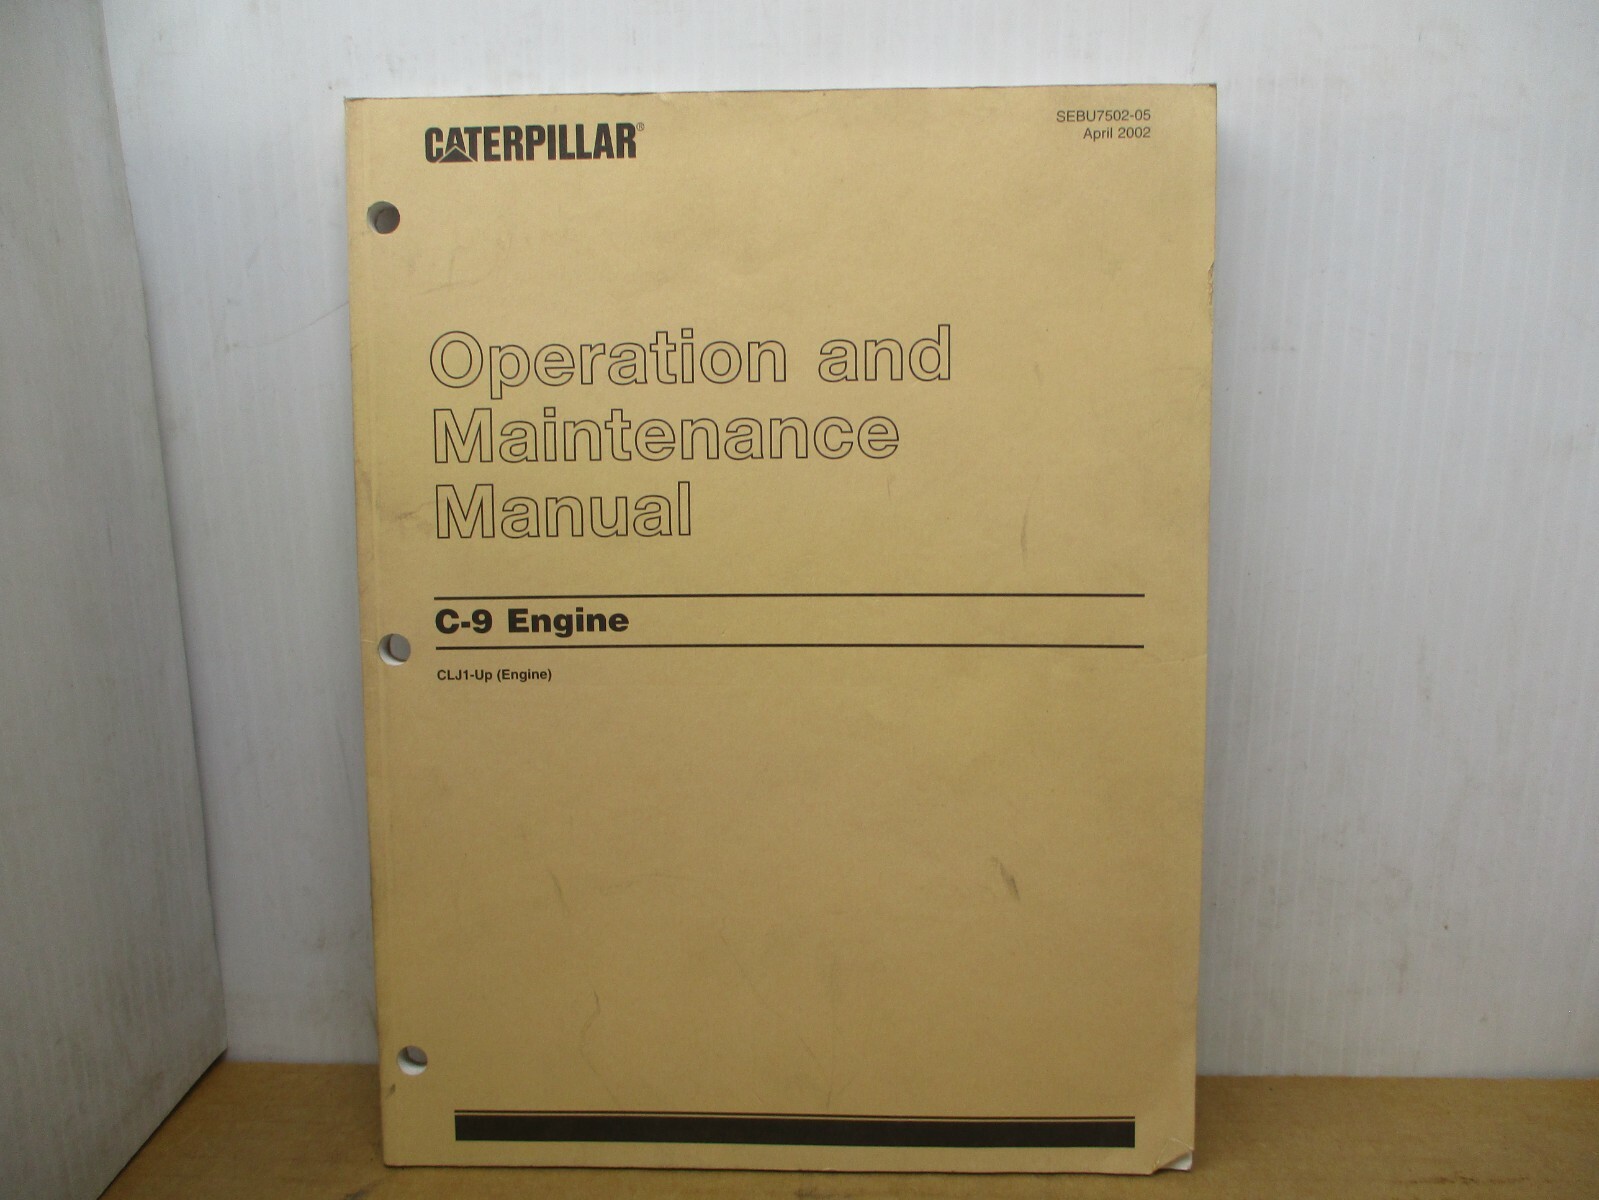 CATERPILLAR®
SEBU7502-05
April 2002
Operation and
Maintenance
Manual
C-9 Engine
CLJ1-Up (Engine)